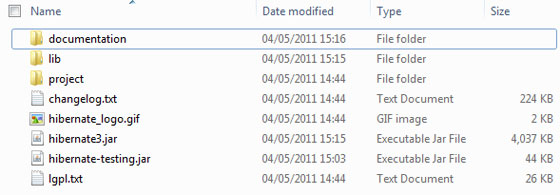 Name Date modified Type Size
documentation 04/05/2011 15:16 File folder
lib 04/05/2011 15:15 File folder
project 04/05/2011 14:44 File folder
changelog.txt 04/05/2011 14:44 Text Document 224 KB
hibernate_logo.gif 04/05/2011 14:44 GIF image 2 KB
hibernate3.jar 04/05/2011 15:15 Executable Jar File 4,037 KB
hibernate-testing.jar 04/05/2011 15:03 Executable Jar File 44 KB
lgpl.txt 04/05/2011 14:44 Text Document 26 KB